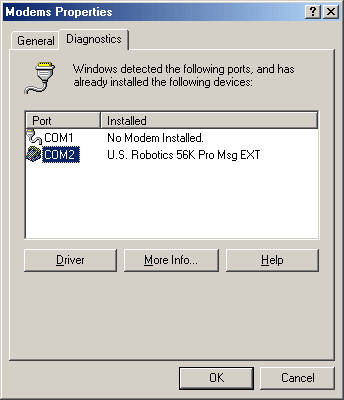 Modems Properties
General Diagnostics
Windows detected the following ports, and has
already installed the following devices:
Port Installed
COM1 No Modem Installed.
COM2 U.S. Robotics 56K Pro Msg EXT
Driver More Info... Help
OK Cancel